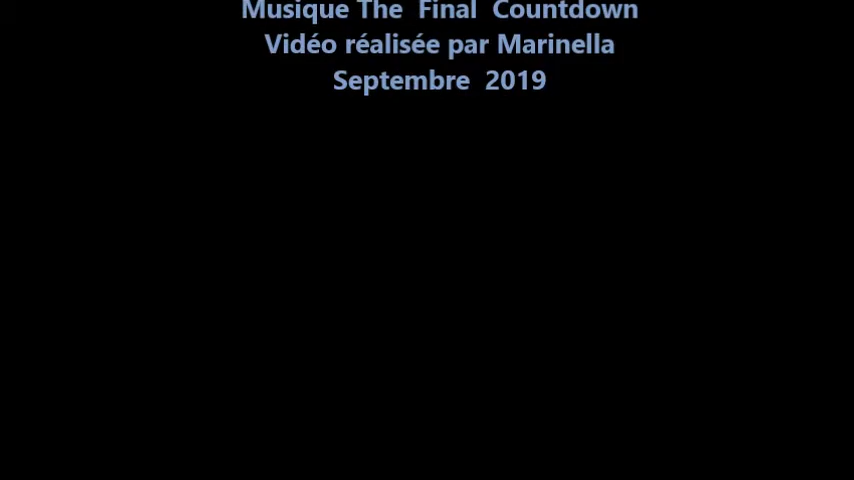 Musique The  Final  Countdown
Vidéo réalisée par Marinella
Septembre  2019